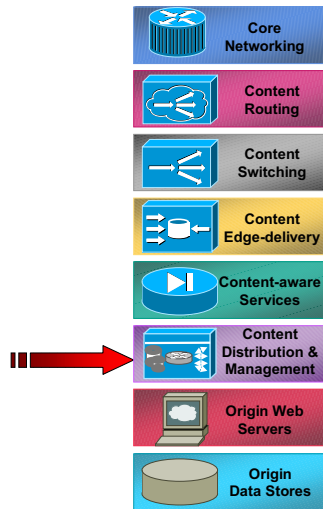 Core
Networking
Content
Routing
Content
Switching
Content
Edge-delivery
Content-aware
Services
Content
Distribution &
Management
Origin Web
Servers
Origin
Data Stores